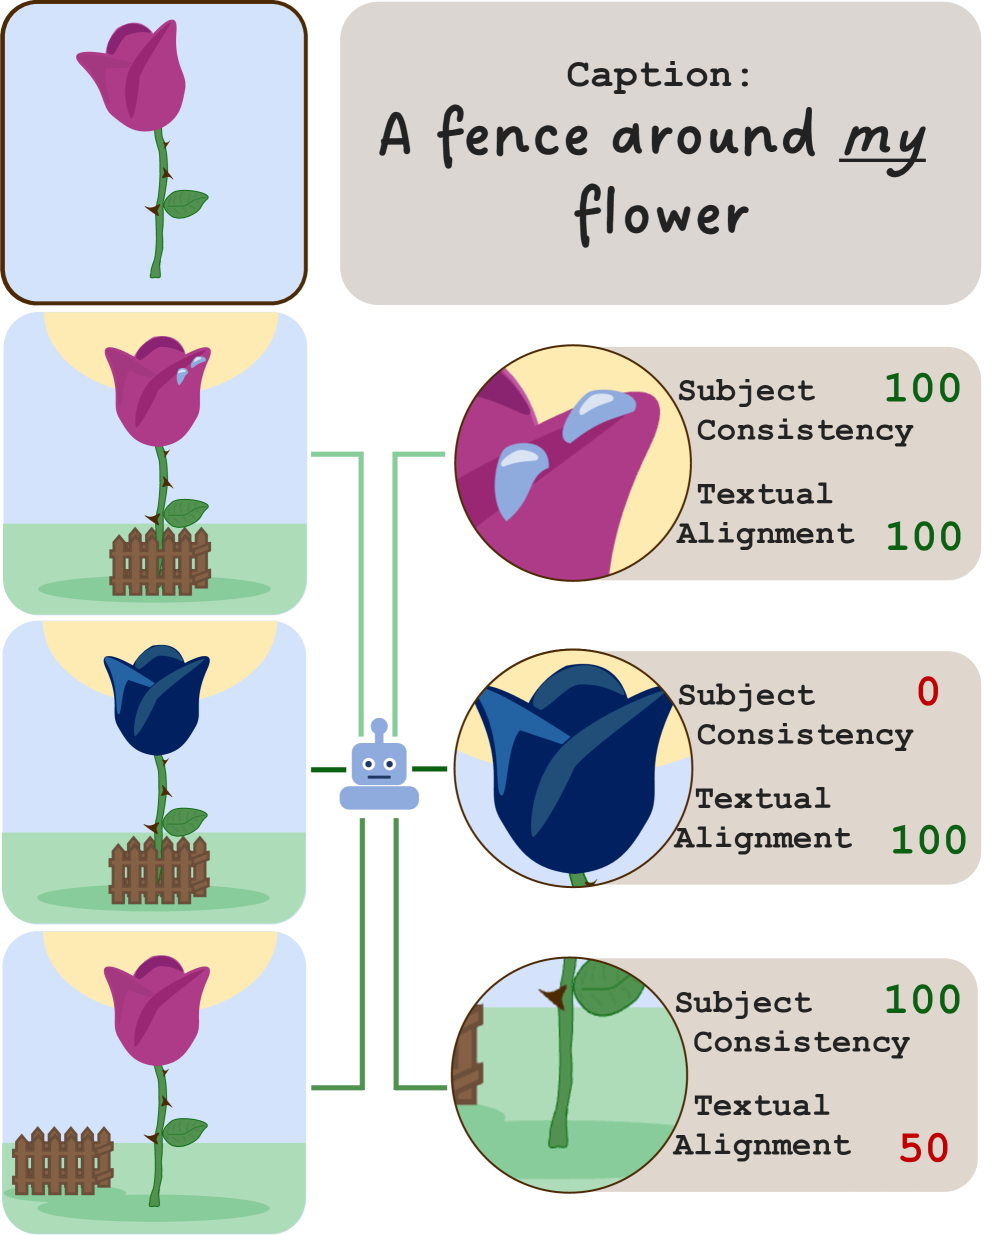 Caption:
A fence around my
flower
Subject 100
Consistency
Textual
Alignment 100
Subject 0
Consistency
Textual
Alignment 100
Subject 100
Consistency
Textual
Alignment 50